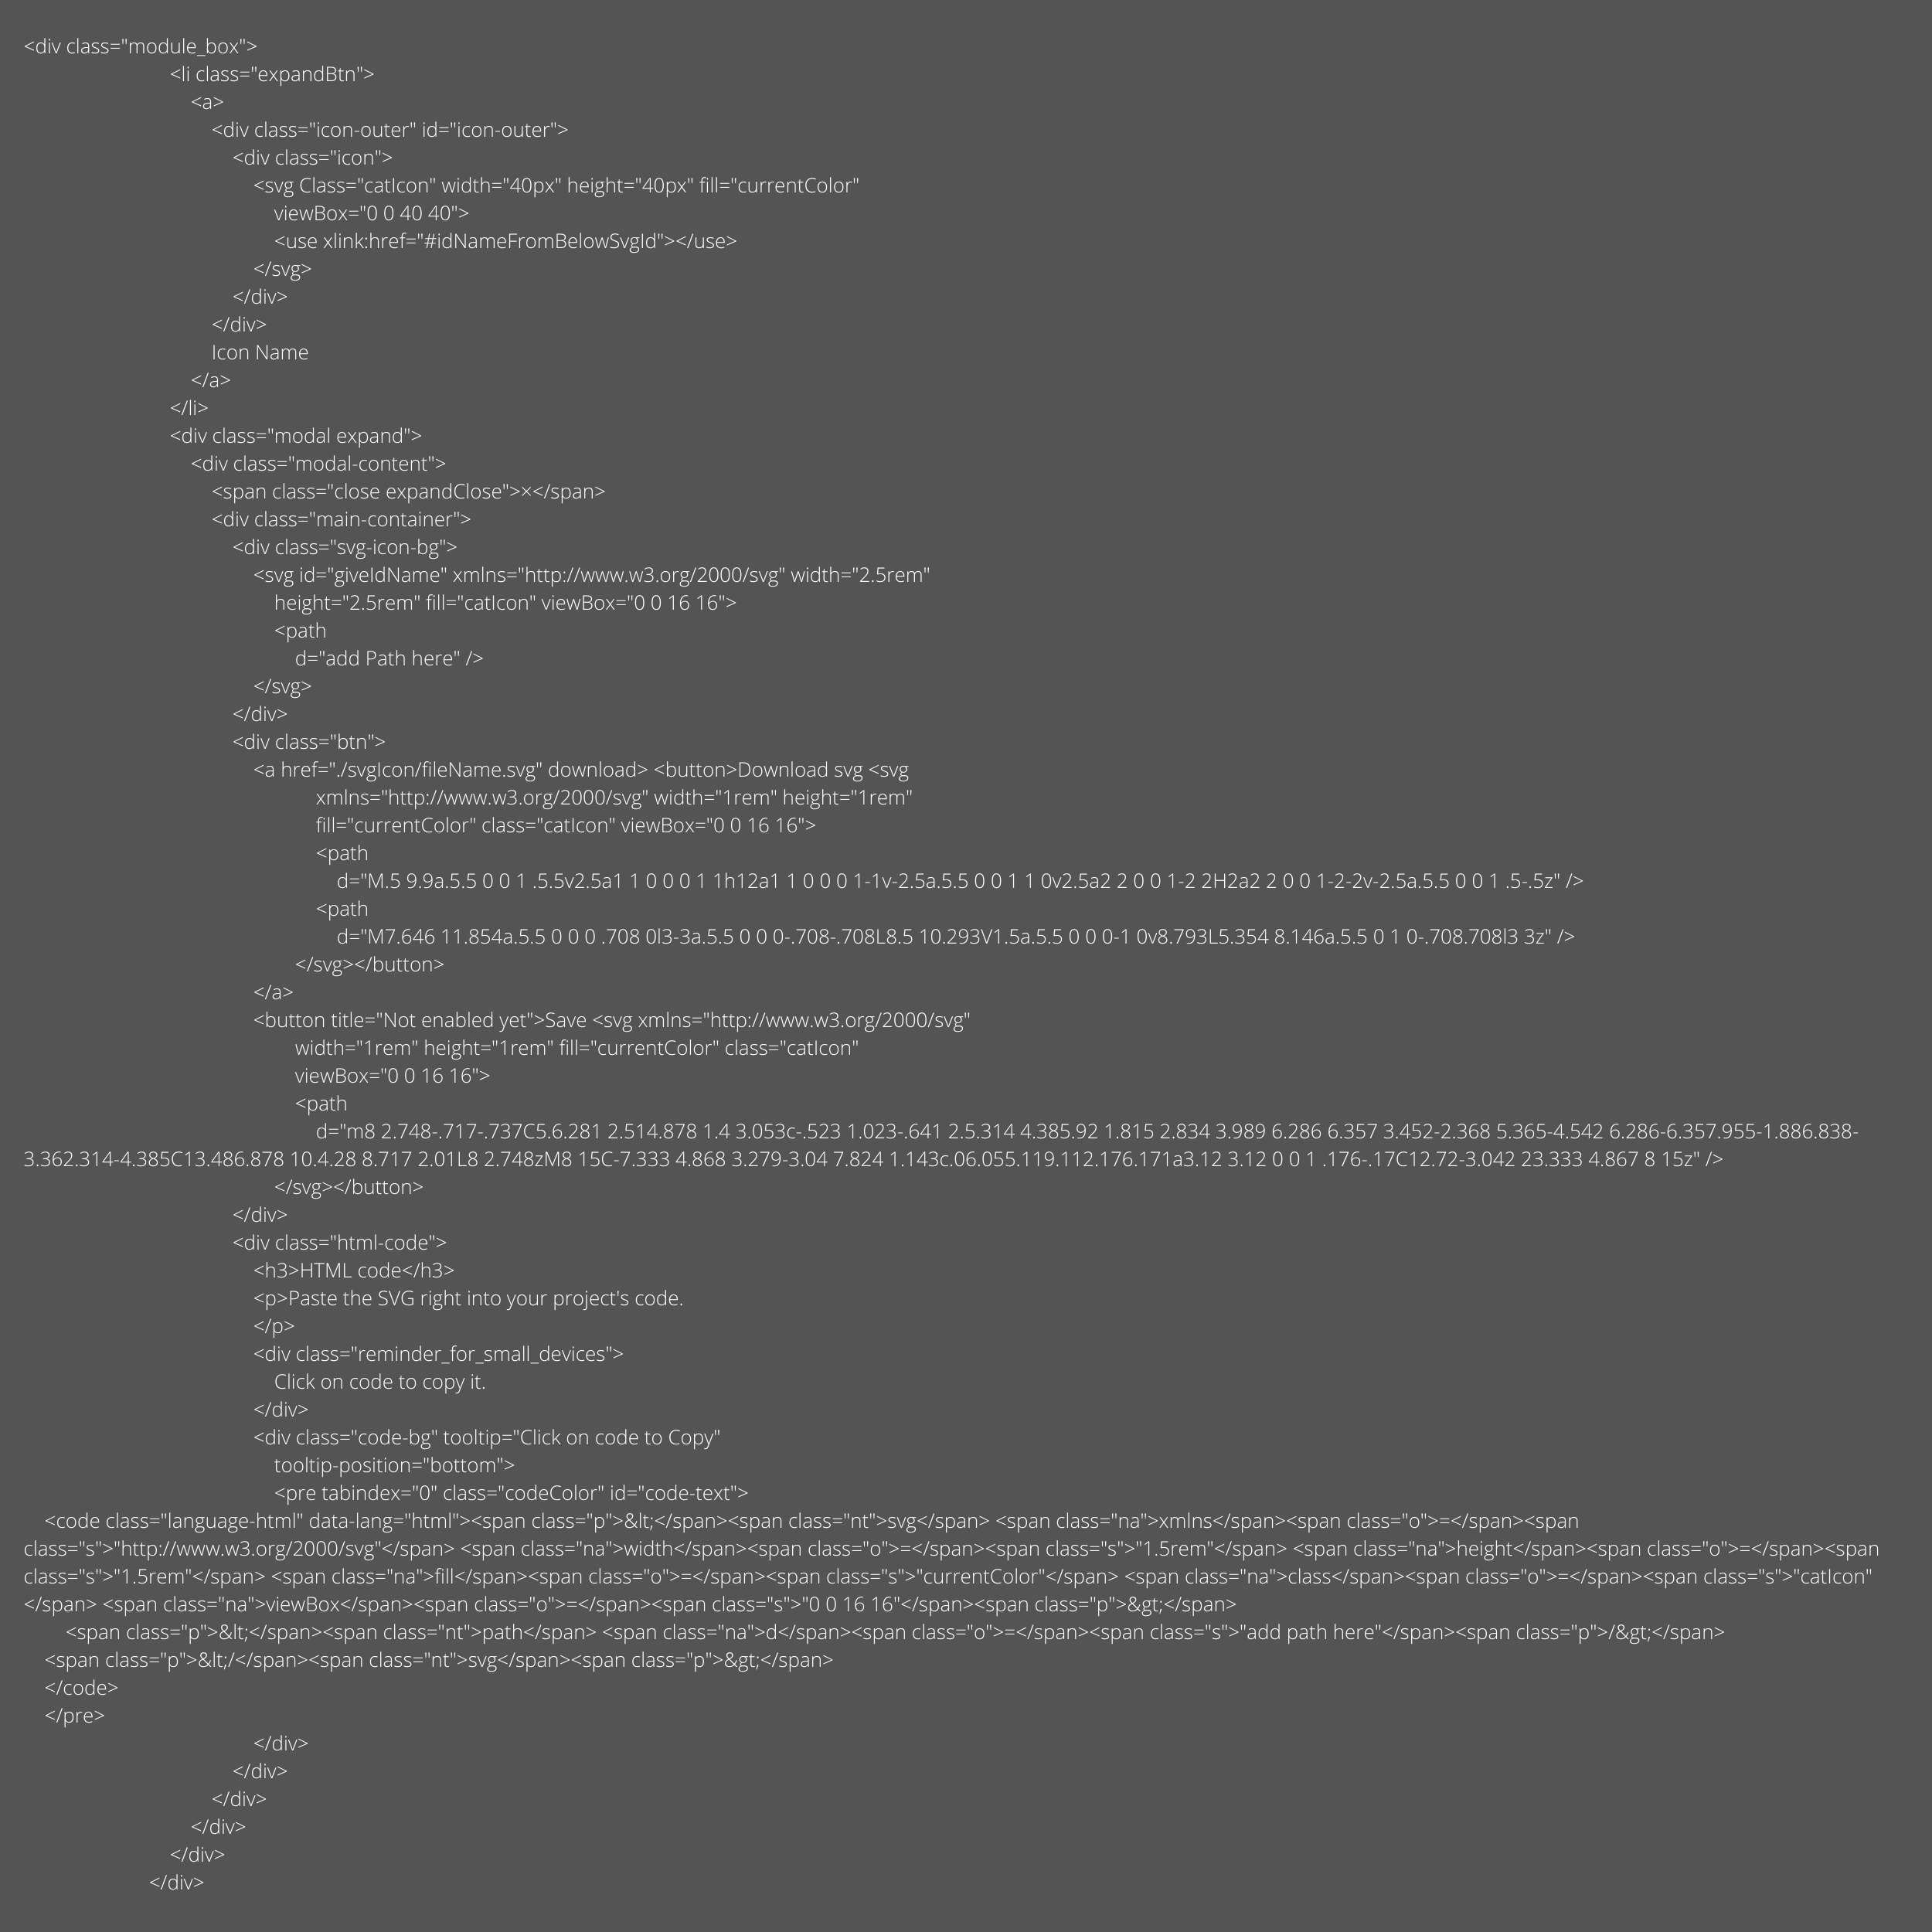 <div class="module_box">
<li class="expandBtn">
<a>
<div class="icon-outer" id="icon-outer">
<div class="icon">
<svg Class="catIcon" width="40px" height="40px" fill="currentColor"
viewBox="0 0 40 40">
<use xlink:href="#idNameFromBelowSvgId"></use>
</svg>
</div>
</div>
Icon Name
</a>
</li>
<div class="modal expand">
<div class="modal-content">
<span class="close expandClose">×</span>
<div class="main-container">
<div class="svg-icon-bg">
<svg id="giveIdName" xmlns="http://www.w3.org/2000/svg" width="2.5rem"
height="2.5rem" fill="catIcon" viewBox="0 0 16 16">
<path
d="add Path here" />
</svg>
</div>
<div class="btn">
<a href="./svgIcon/fileName.svg" download> <button>Download svg <svg
xmlns="http://www.w3.org/2000/svg" width="1rem" height="1rem"
fill="currentColor" class="catIcon" viewBox="0 0 16 16">
<path
d="M.5 9.9a.5.5 0 0 1 .5.5v2.5a1 1 0 0 0 1 1h12a1 1 0 0 0 1-1v-2.5a.5.5 0 0 1 1 0v2.5a2 2 0 0 1-2 2H2a2 2 0 0 1-2-2v-2.5a.5.5 0 0 1 .5-.5z" />
<path
d="M7.646 11.854a.5.5 0 0 0 .708 0l3-3a.5.5 0 0 0-.708-.708L8.5 10.293V1.5a.5.5 0 0 0-1 0v8.793L5.354 8.146a.5.5 0 1 0-.708.708l3 3z" />
</svg></button>
</a>
<button title="Not enabled yet">Save <svg xmlns="http://www.w3.org/2000/svg"
width="1rem" height="1rem" fill="currentColor" class="catIcon"
viewBox="0 0 16 16">
<path
d="m8 2.748-.717-.737C5.6.281 2.514.878 1.4 3.053c-.523 1.023-.641 2.5.314 4.385.92 1.815 2.834 3.989 6.286 6.357 3.452-2.368 5.365-4.542 6.286-6.357.955-1.886.838-
3.362.314-4.385C13.486.878 10.4.28 8.717 2.01L8 2.748zM8 15C-7.333 4.868 3.279-3.04 7.824 1.143c.06.055.119.112.176.171a3.12 3.12 0 0 1 .176-.17C12.72-3.042 23.333 4.867 8 15z" />
</svg></button>
</div>
<div class="html-code">
<h3>HTML code</h3>
<p>Paste the SVG right into your project's code.
</p>
<div class="reminder_for_small_devices">
Click on code to copy it.
</div>
<div class="code-bg" tooltip="Click on code to Copy"
tooltip-position="bottom">
<pre tabindex="0" class="codeColor" id="code-text">
<code class="language-html" data-lang="html"><span class="p">&lt;</span><span class="nt">svg</span> <span class="na">xmlns</span><span class="o">=</span><span
class="s">"http://www.w3.org/2000/svg"</span> <span class="na">width</span><span class="o">=</span><span class="s">"1.5rem"</span> <span class="na">height</span><span class="o">=</span><span
class="s">"1.5rem"</span> <span class="na">fill</span><span class="o">=</span><span class="s">"currentColor"</span> <span class="na">class</span><span class="o">=</span><span class="s">"catIcon"
</span> <span class="na">viewBox</span><span class="o">=</span><span class="s">"0 0 16 16"</span><span class="p">&gt;</span>
<span class="p">&lt;</span><span class="nt">path</span> <span class="na">d</span><span class="o">=</span><span class="s">"add path here"</span><span class="p">/&gt;</span>
<span class="p">&lt;/</span><span class="nt">svg</span><span class="p">&gt;</span>
</code>
</pre>
</div>
</div>
</div>
</div>
</div>
</div>